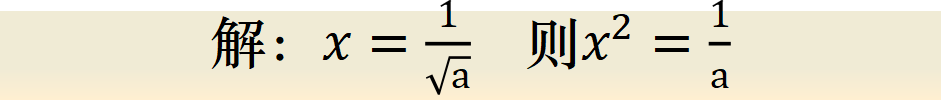 解：x = 1/√a 则x² = 1/a